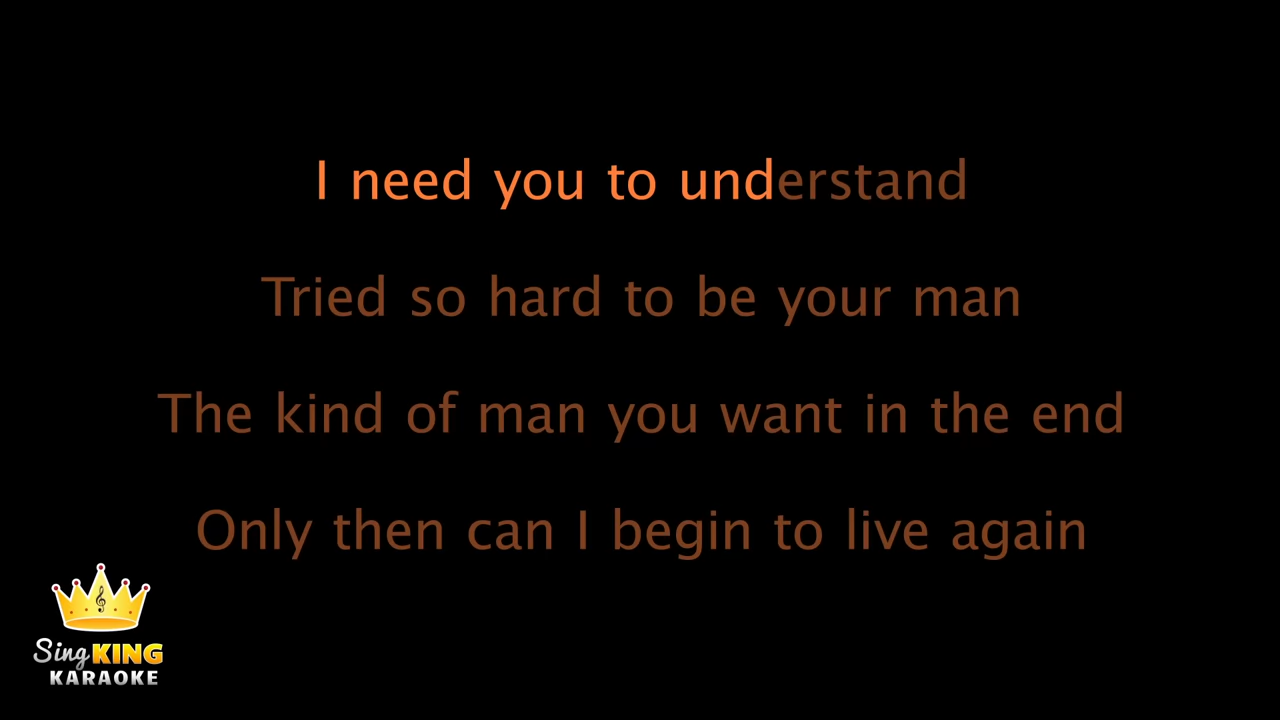 I need you to understand
Tried so hard to be your man
The kind of man you want in the end
Only then can I begin to live again
Sing KING
KARAOKE